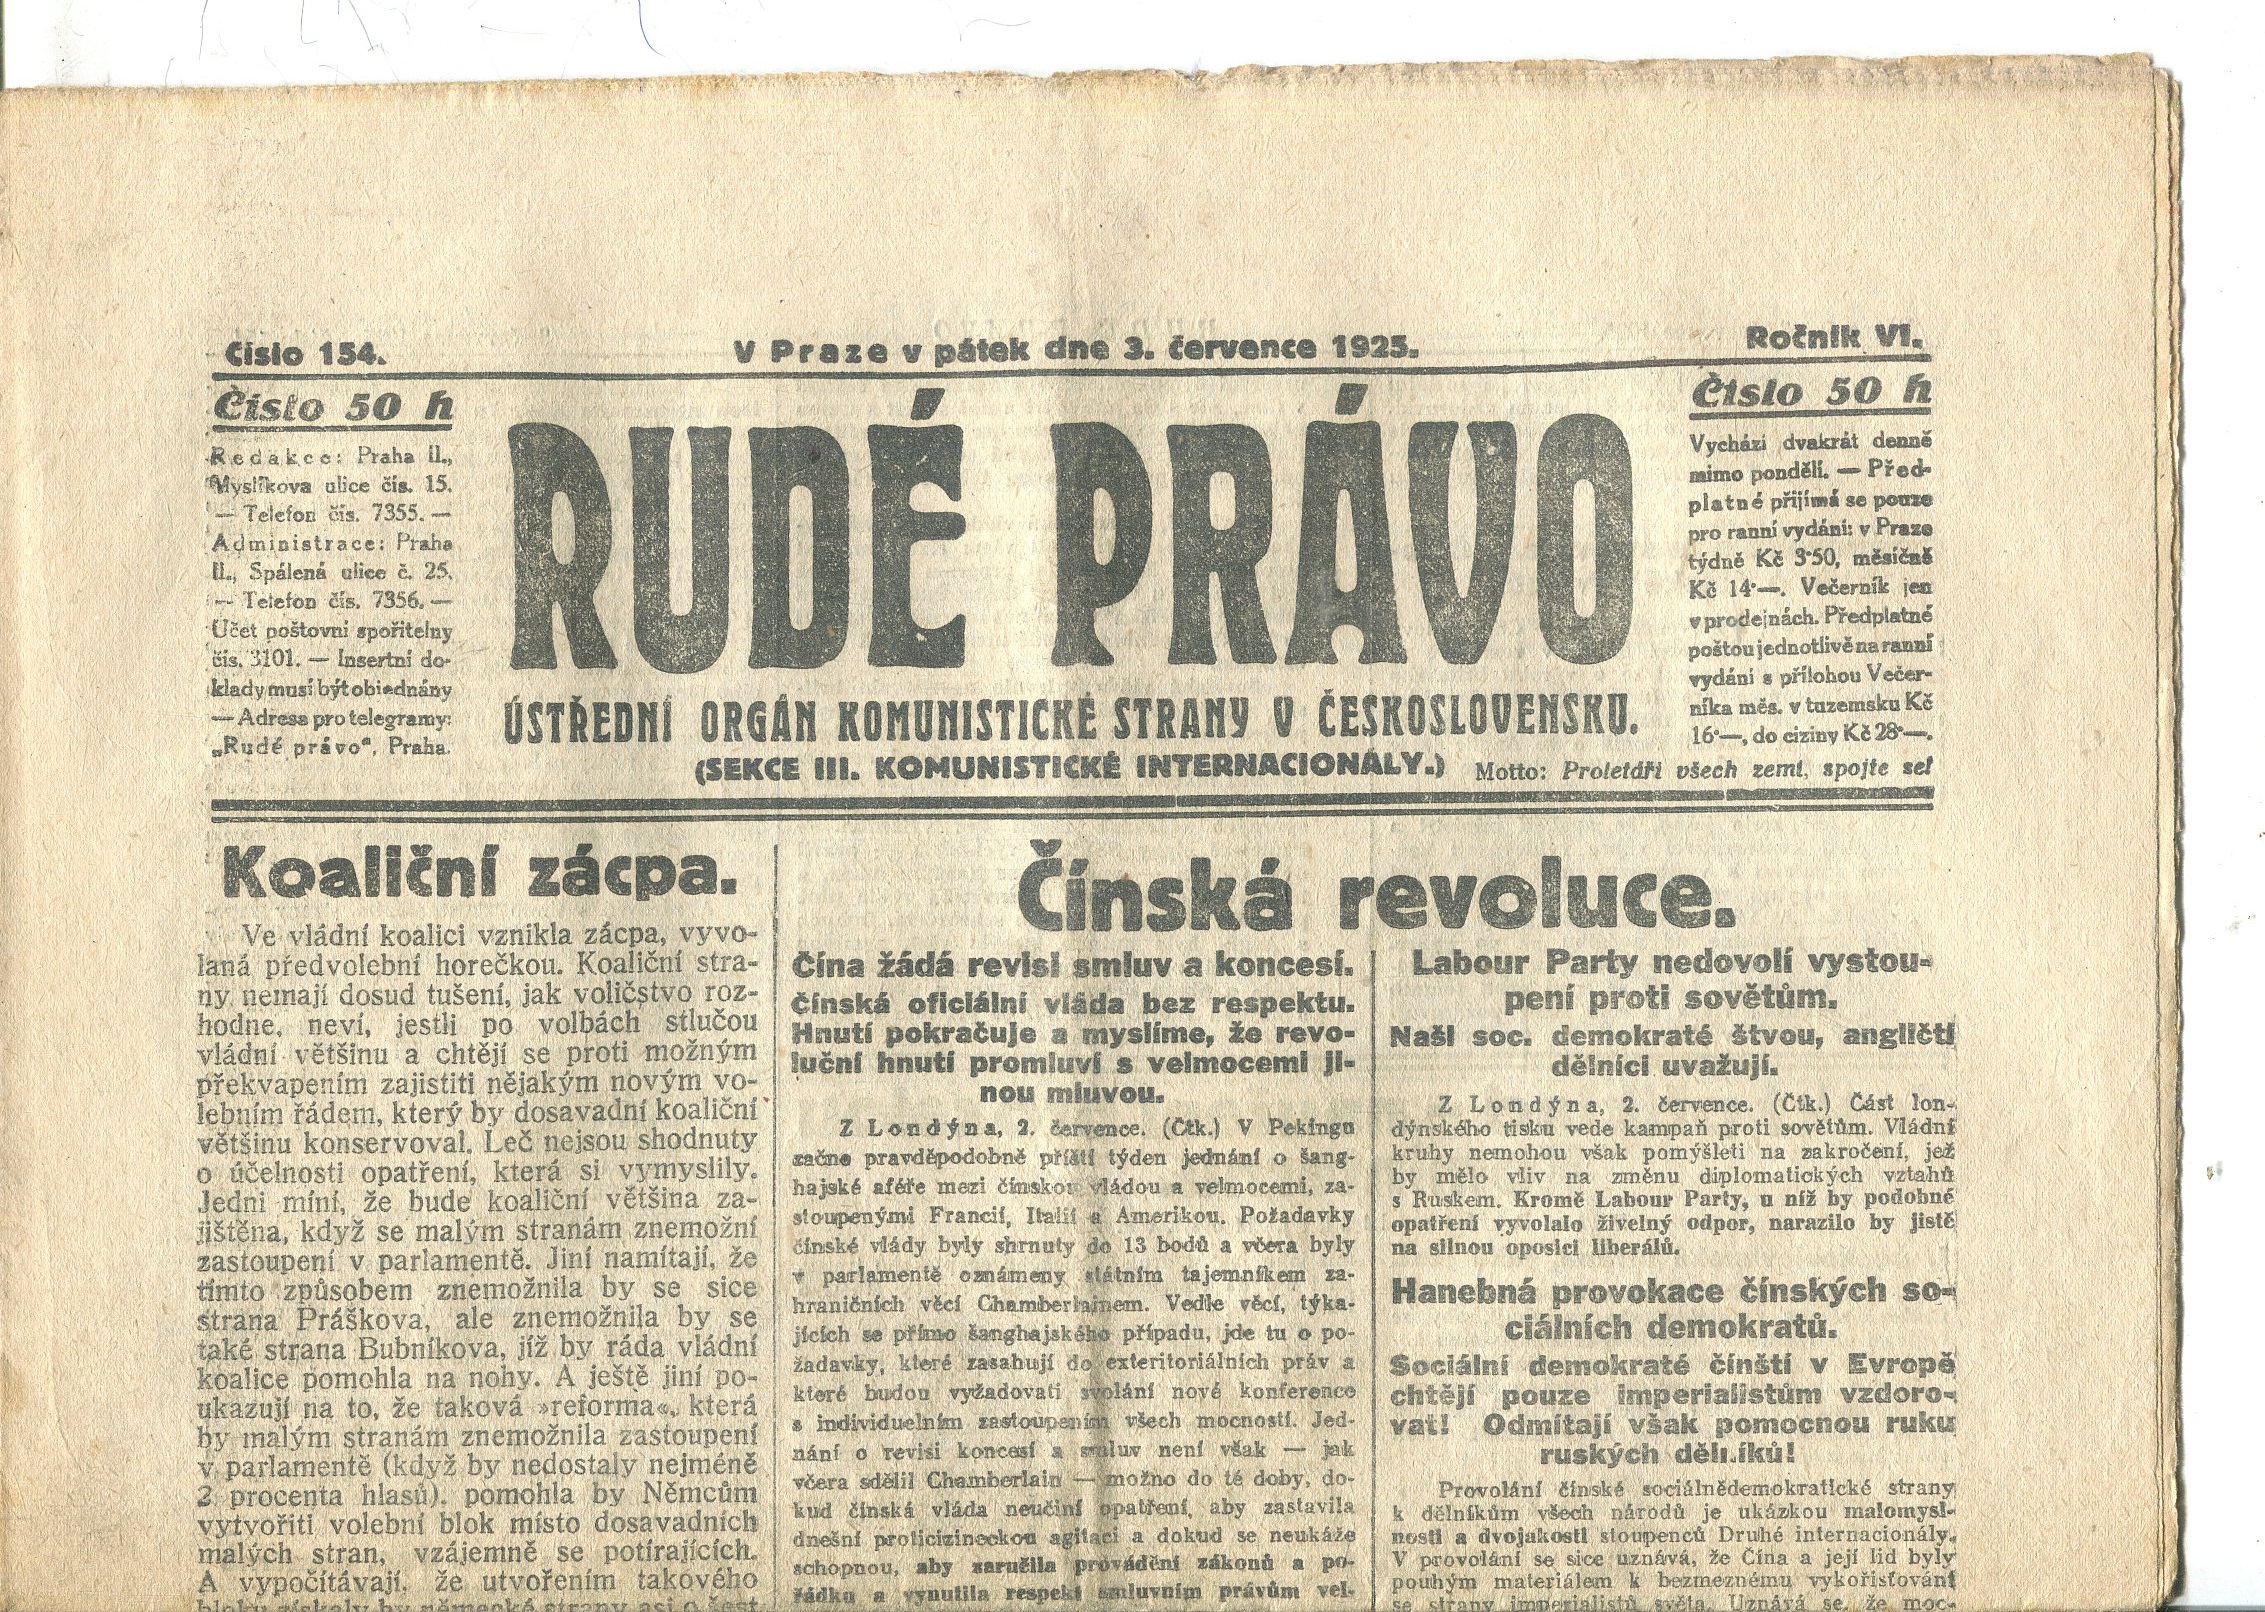 Číslo 154.
V Praze v pátek dne 3. července 1925.
Ročník VI.
Číslo 50 h
Redakce: Praha II.,
Myslíkova ulice čís. 15.
— Telefon čís. 7355. —
Administrace: Praha
II., Spálená ulice č. 25.
— Telefon čís. 7356. —
Účet poštovní spořitelny
čís. 3101. — Insertní do-
klady musí být objednány
— Adresa pro telegramy:
„Rudé právo“, Praha.
RUDÉ PRÁVO
ÚSTŘEDNÍ ORGÁN KOMUNISTICKÉ STRANY V ČESKOSLOVENSKU.
(SEKCE III. KOMUNISTICKÉ INTERNACIONÁLY.)
Motto: Proletáři všech zemí, spojte se!
Číslo 50 h
Vychází dvakrát denně
mimo pondělí. — Před-
platné přijímá se pouze
pro ranní vydání: v Praze
týdně Kč 3·50, měsíčně
Kč 14·—. Večerník jen
v prodejnách. Předplatné
poštou jednotlivě na ranní
vydání s přílohou Večer-
níka měs. v tuzemsku Kč
16·—, do ciziny Kč 28·—.
Koaliční zácpa.
Ve vládní koalici vznikla zácpa, vyvo-
laná předvolební horečkou. Koaliční stra-
ny nemají dosud tušení, jak voličstvo roz-
hodne, neví, jestli po volbách stlučou
vládní většinu a chtějí se proti možným
překvapením zajistiti nějakým novým vo-
lebním řádem, který by dosavadní koaliční
většinu konservoval. Leč nejsou shodnuty
o účelnosti opatření, která si vymyslily.
Jedni míní, že bude koaliční většina za-
jištěna, když se malým stranám znemožní
zastoupení v parlamentě. Jiní namítají, že
tímto způsobem znemožnila by se sice
strana Práškova, ale znemožnila by se
také strana Bubníkova, jíž by ráda vládní
koalice pomohla na nohy. A ještě jiní po-
ukazují na to, že taková »reforma«, která
by malým stranám znemožnila zastoupení
v parlamentě (když by nedostaly nejméně
2 procenta hlasů), pomohla by Němcům
vytvořiti volební blok místo dosavadních
malých stran, vzájemně se potírajících.
A vypočítávají, že utvořením takového
bloku získaly by německé strany asi o šest
Čínská revoluce.
Čína žádá revisi smluv a koncesí.
Čínská oficiální vláda bez respektu.
Hnutí pokračuje a myslíme, že revo-
luční hnutí promluví s velmocemi ji-
nou mluvou.
Z Londýna, 2. července. (Čtk.) V Pekingu
začne pravděpodobně příští týden jednání o šang-
hajské aféře mezi čínskou vládou a velmocemi, za-
stoupenými Francií, Italií a Amerikou. Požadavky
čínské vlády byly shrnuty do 13 bodů a včera byly
v parlamentě oznámeny státním tajemníkem za-
hraničních věcí Chamberlainem. Vedle věcí, týka-
jících se přímo šanghajského případu, jde tu o po-
žadavky, které zasahují do exteritoriálních práv a
které budou vyžadovati svolání nové konference
s individuelním zastoupením všech mocností. Jed-
nání o revisi koncesí a smluv není však — jak
včera sdělil Chamberlain — možno do té doby, do-
kud čínská vláda neučiní opatření, aby zastavila
dnešní proticizineckou agitaci a dokud se neukáže
schopnou, aby zaručila provádění zákonů a po-
řádku a vynutila respekt smluvním právům vel-
Labour Party nedovolí vystou-
pení proti sovětům.
Naši soc. demokraté štvou, angličtí
dělníci uvažují.
Z Londýna, 2. července. (Čtk.) Část lon-
dýnského tisku vede kampaň proti sovětům. Vládní
kruhy nemohou však pomýšleti na zakročení, jež
by mělo vliv na změnu diplomatických vztahů
s Ruskem. Kromě Labour Party, u níž by podobné
opatření vyvolalo živelný odpor, narazilo by jistě
na silnou oposici liberálů.
Hanebná provokace čínských so-
ciálních demokratů.
Sociální demokraté čínští v Evropě
chtějí pouze imperialistům vzdoro-
vat! Odmítají však pomocnou ruku
ruských dělníků!
Provolání čínské sociálnědemokratické strany
k dělníkům všech národů je ukázkou malomysl-
nosti a dvojakosti stoupenců Druhé internacionály.
V provolání se sice uznává, že Čína a její lid byly
pouhým materiálem k bezmeznému vykořisťování
se strany imperialistů světa. Uznává se, že moc-